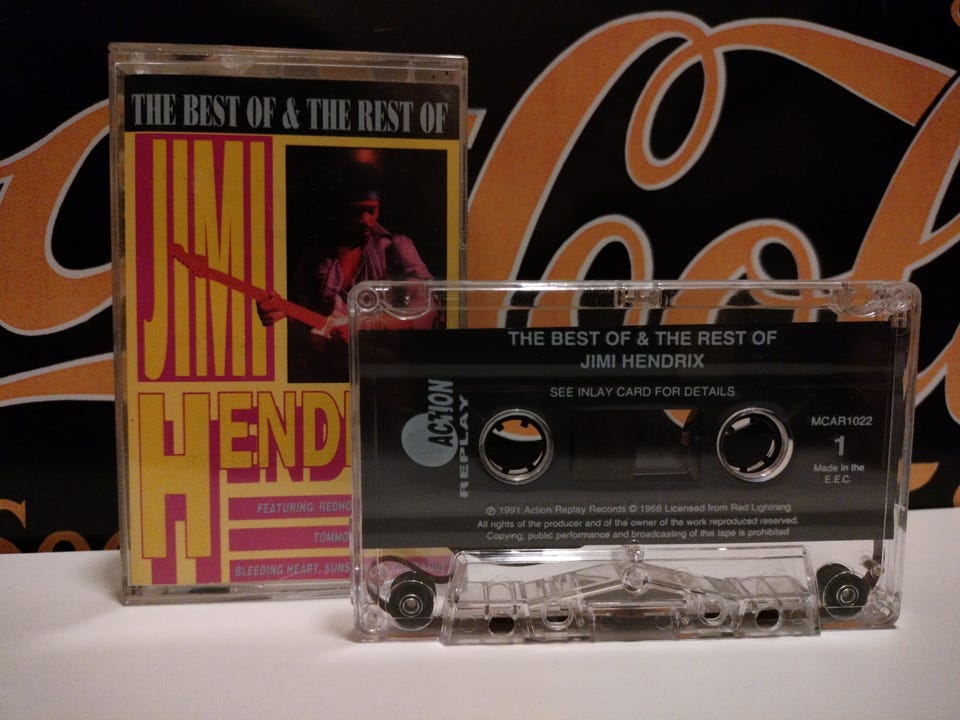 THE BEST OF & THE REST OF
JIMI
HEND
FEATURING: REDHO
TOMMO
BLEEDING HEART, SUNS
THE BEST OF & THE REST OF
JIMI HENDRIX
SEE INLAY CARD FOR DETAILS
ACTION
REPLAY
MCAR1022
1
Made in the
E.E.C.
℗ 1991 Action Replay Records © 1968 Licensed from Red Lightning
All rights of the producer and of the owner of the work reproduced reserved.
Copying, public performance and broadcasting of this tape is prohibited